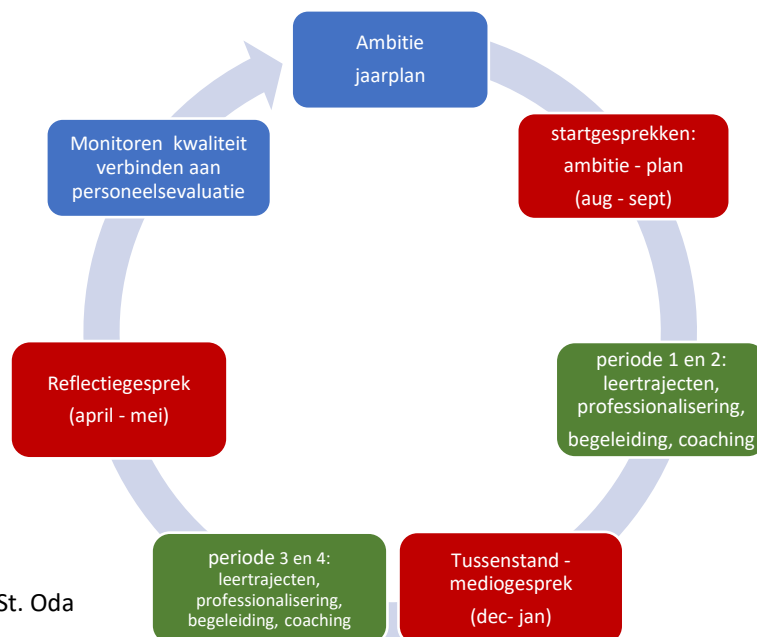 Ambitie
jaarplan
startgesprekken:
ambitie - plan
(aug - sept)
periode 1 en 2:
leertrajecten,
professionalisering,
begeleiding, coaching
Tussenstand -
mediogesprek
(dec- jan)
periode 3 en 4:
leertrajecten,
professionalisering,
begeleiding, coaching
Reflectiegesprek
(april - mei)
Monitoren kwaliteit
verbinden aan
personeelsevaluatie
St. Oda